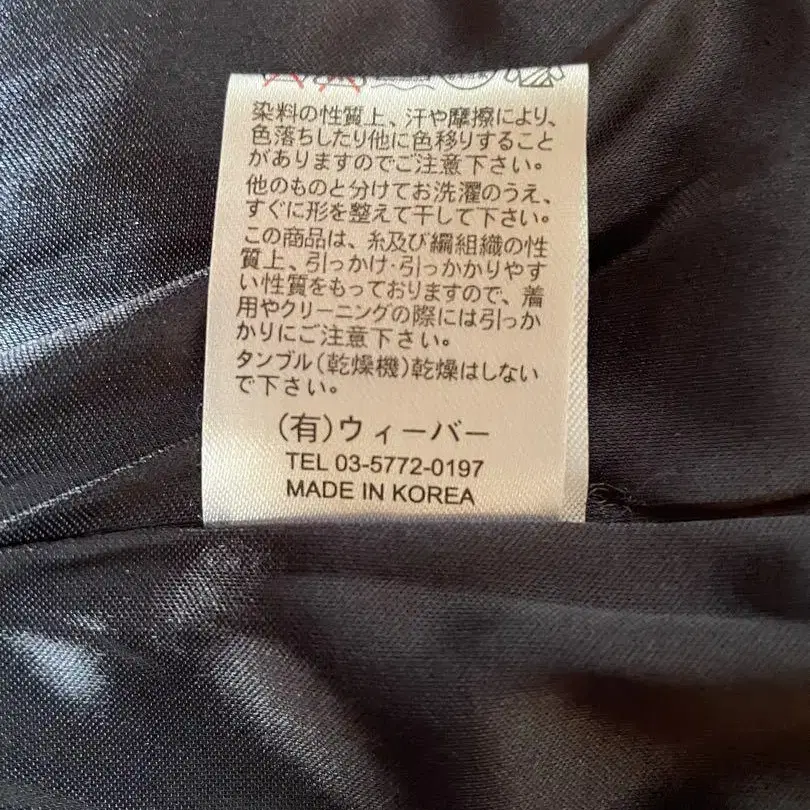 染料の性質上、汗や摩擦により、
色落ちしたり他に色移りすること
がありますのでご注意下さい。
他のものと分けてお洗濯のうえ、
すぐに形を整えて干して下さい。
この商品は、糸及び編組織の性
質上、引っかけ・引っかかりやす
い性質をもっておりますので、着
用やクリーニングの際には引っか
かりにご注意下さい。
タンブル(乾燥機)乾燥はしない
で下さい。
(有)ウィーバー
TEL 03-5772-0197
MADE IN KOREA